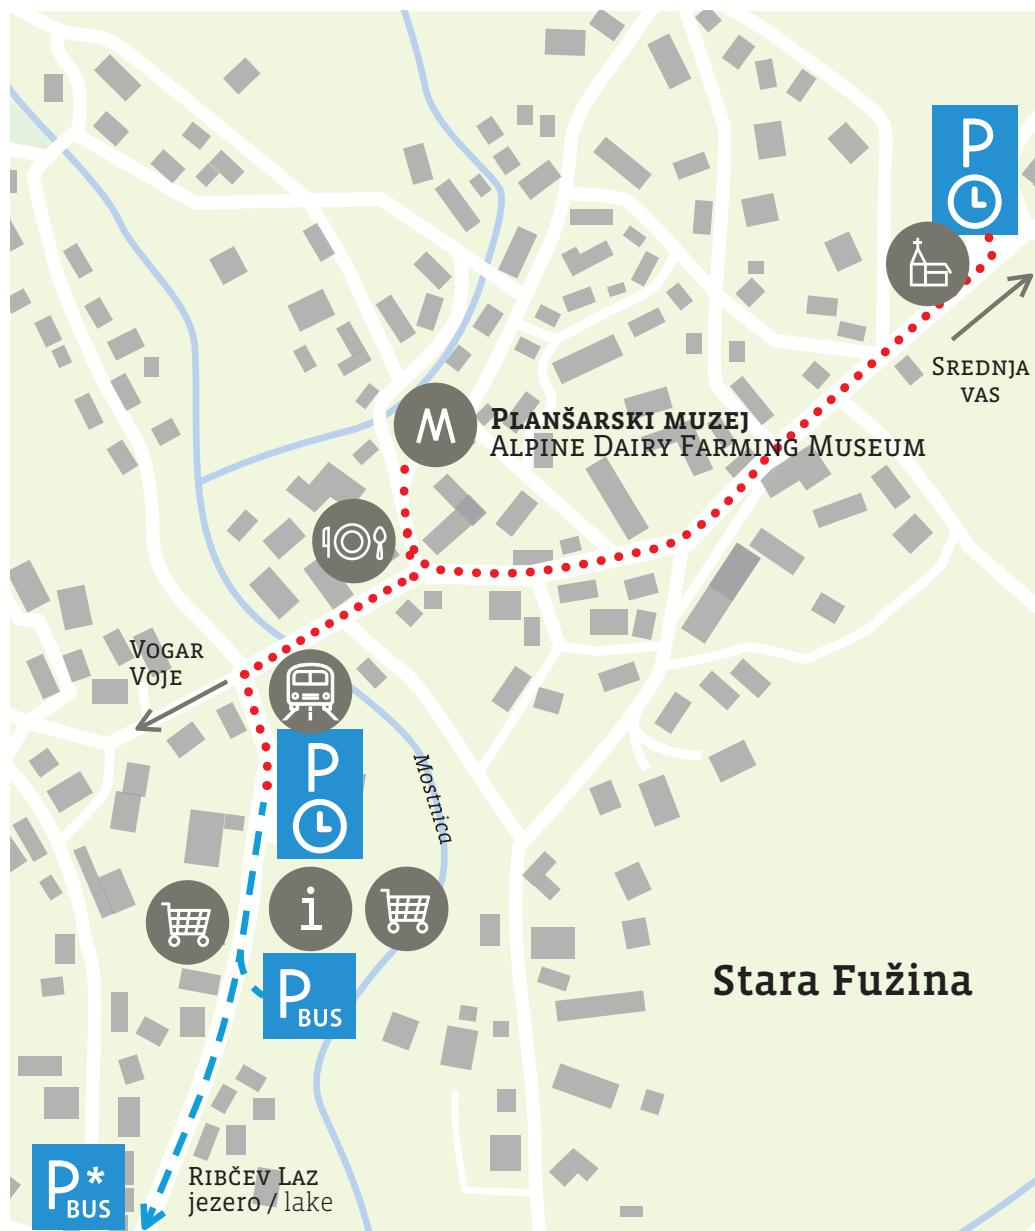 P
SREDNJA
VAS
M
PLANŠARSKI MUZEJ
ALPINE DAIRY FARMING MUSEUM
VOGAR
VOJE
P
Mostnica
i
P
BUS
Stara Fužina
P*
BUS
RIBČEV LAZ
jezero / lake